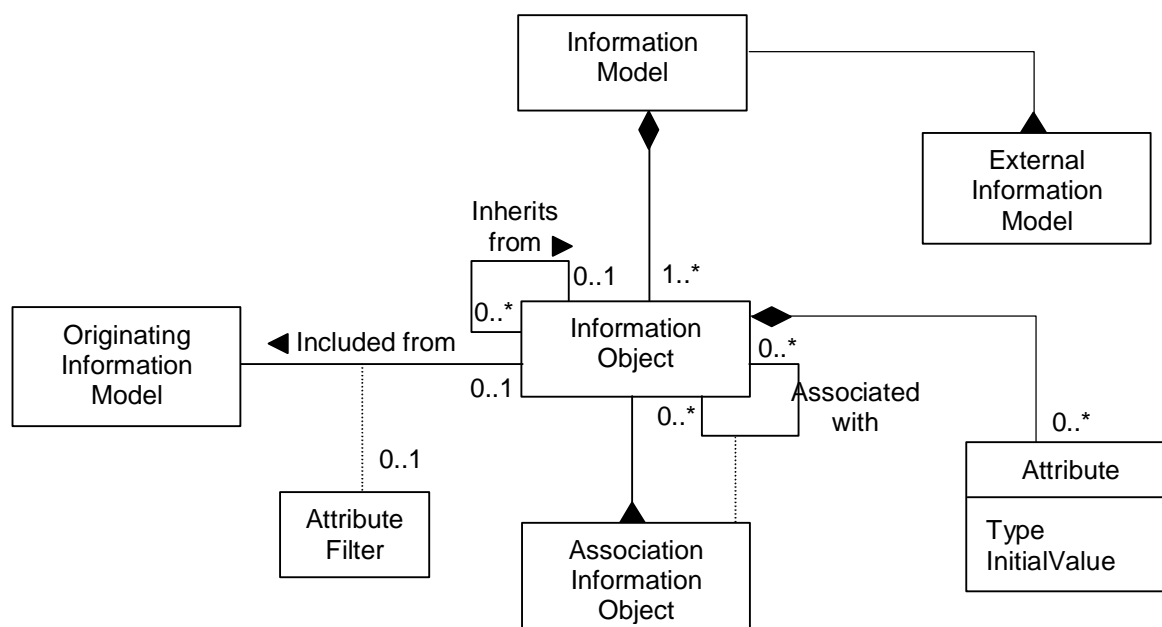 Information
Model
External
Information
Model
Inherits
from
0..1
1..*
0..*
Originating
Information
Model
Included from
0..1
Information
Object
0..*
Associated
with
0..*
0..*
0..1
Attribute
Filter
Association
Information
Object
Attribute
Type
InitialValue